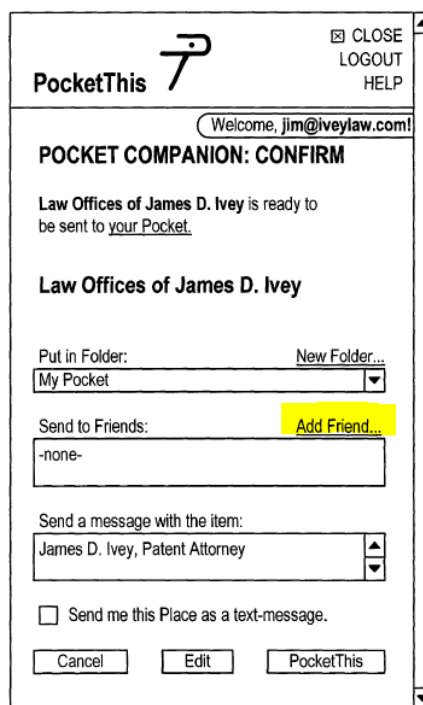 CLOSE
LOGOUT
PocketThis
HELP
Welcome, jim@iveylaw.com!
POCKET COMPANION: CONFIRM
Law Offices of James D. Ivey is ready to
be sent to your Pocket.
Law Offices of James D. Ivey
Put in Folder: New Folder...
My Pocket
Send to Friends: Add Friend...
-none-
Send a message with the item:
James D. Ivey, Patent Attorney
Send me this Place as a text-message.
Cancel Edit PocketThis